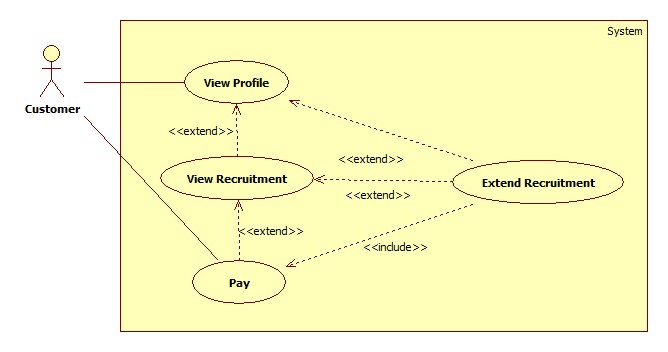 System
View Profile
Customer
<<extend>>
<<extend>>
View Recruitment
Extend Recruitment
<<extend>>
<<extend>>
<<include>>
Pay